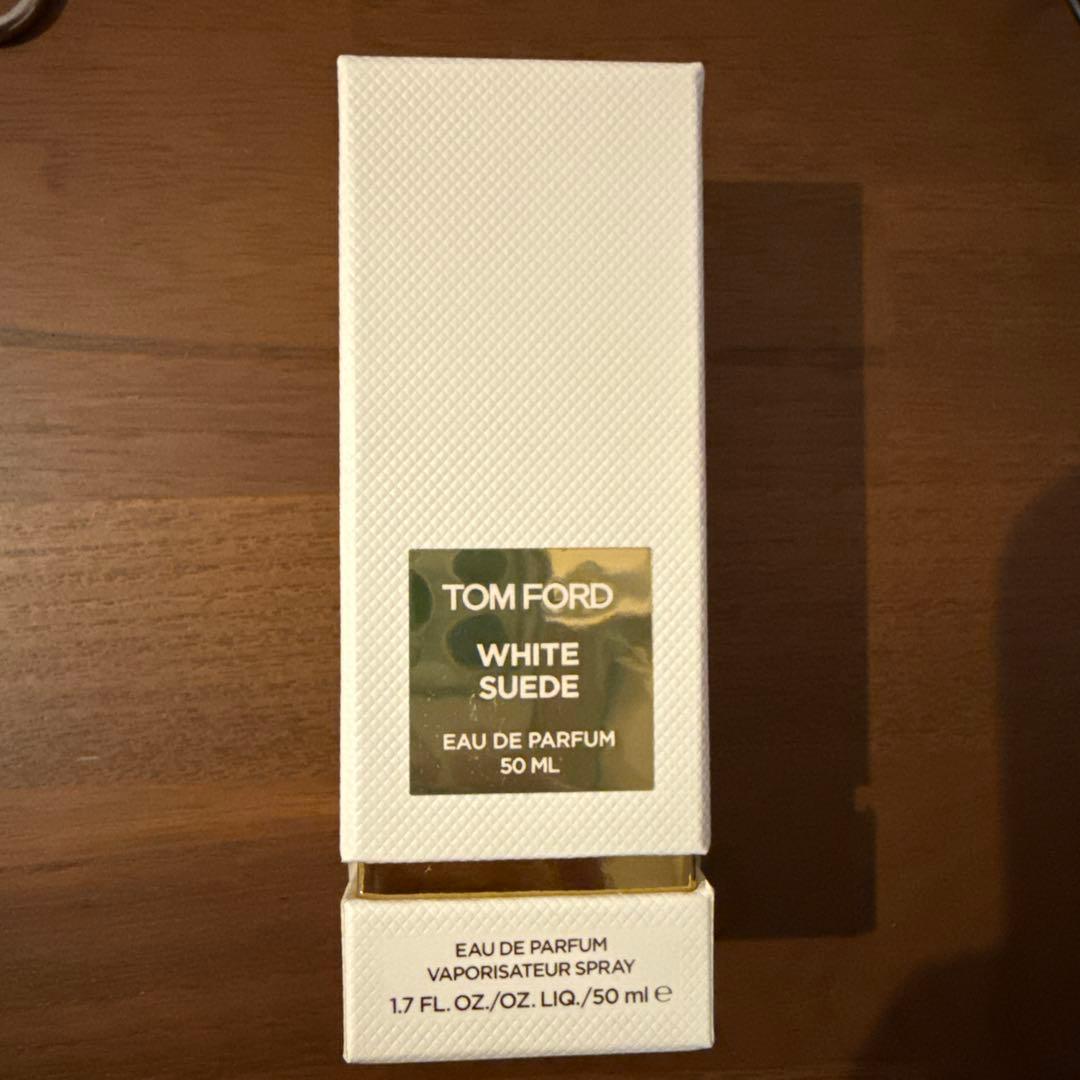 TOM FORD
WHITE
SUEDE
EAU DE PARFUM
50 ML
EAU DE PARFUM
VAPORISATEUR SPRAY
1.7 FL. OZ./OZ. LIQ./50 ml ℮